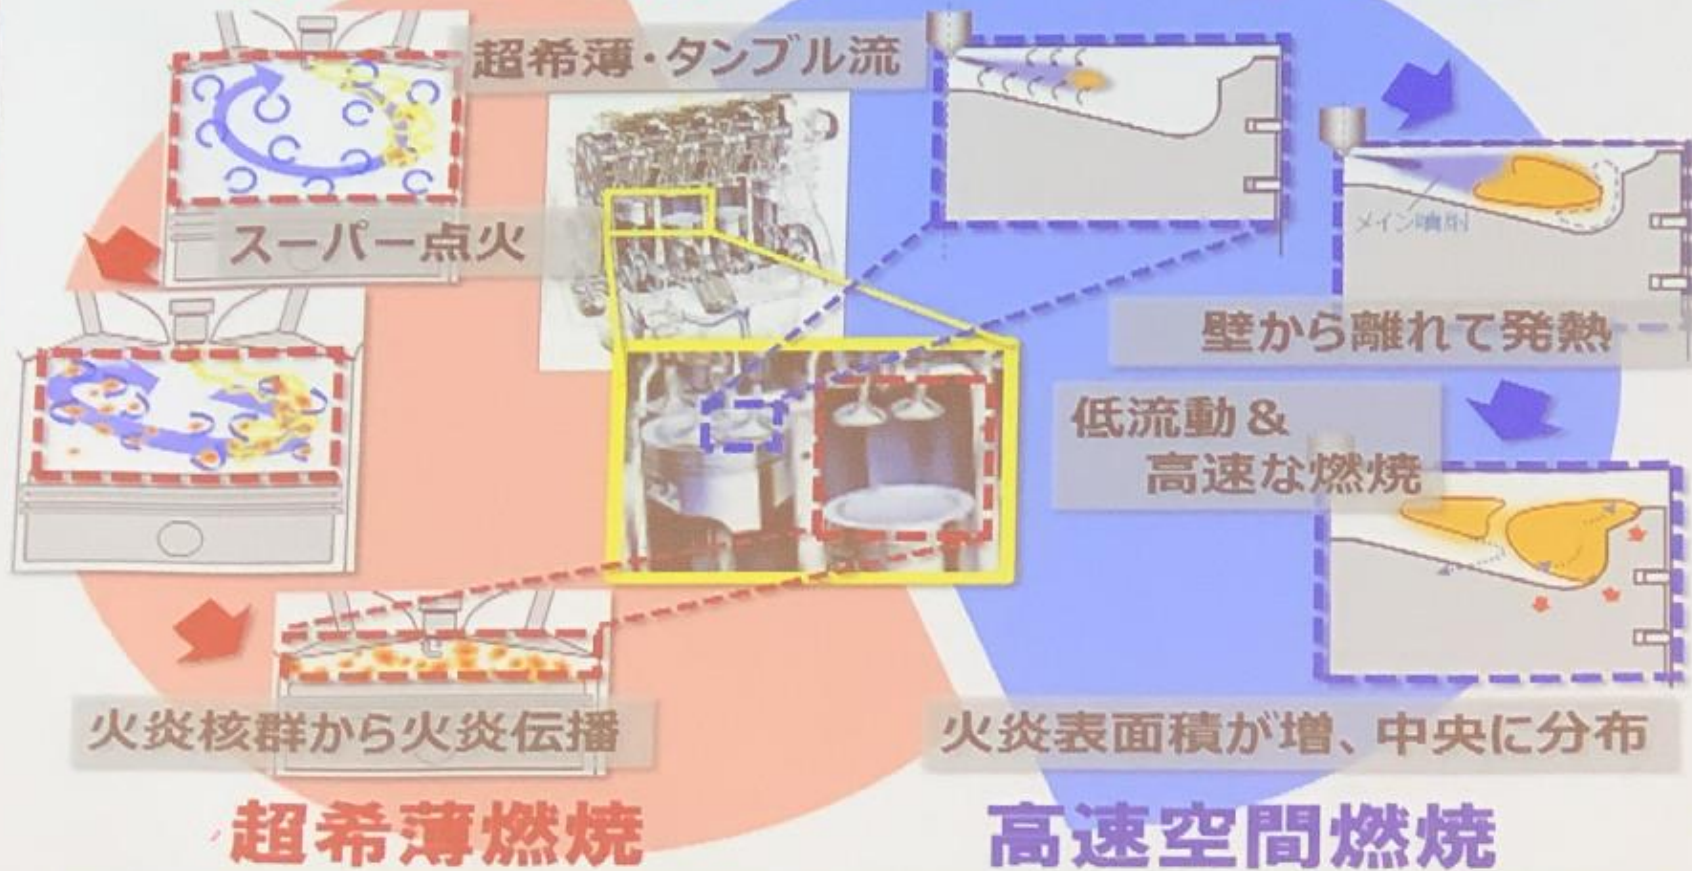 超希薄・タンブル流
スーパー点火
火炎核群から火炎伝播
超希薄燃焼
メイン噴射
壁から離れて発熱
低流動＆
高速な燃焼
火炎表面積が増、中央に分布
高速空間燃焼